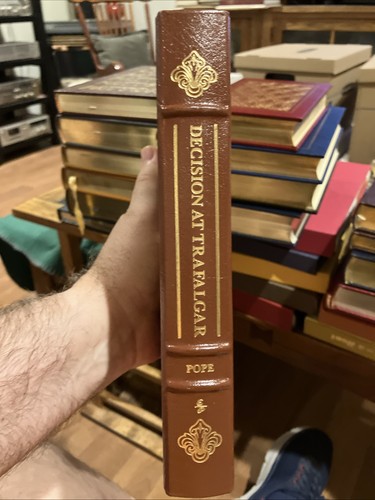 DECISION AT TRAFALGAR
POPE